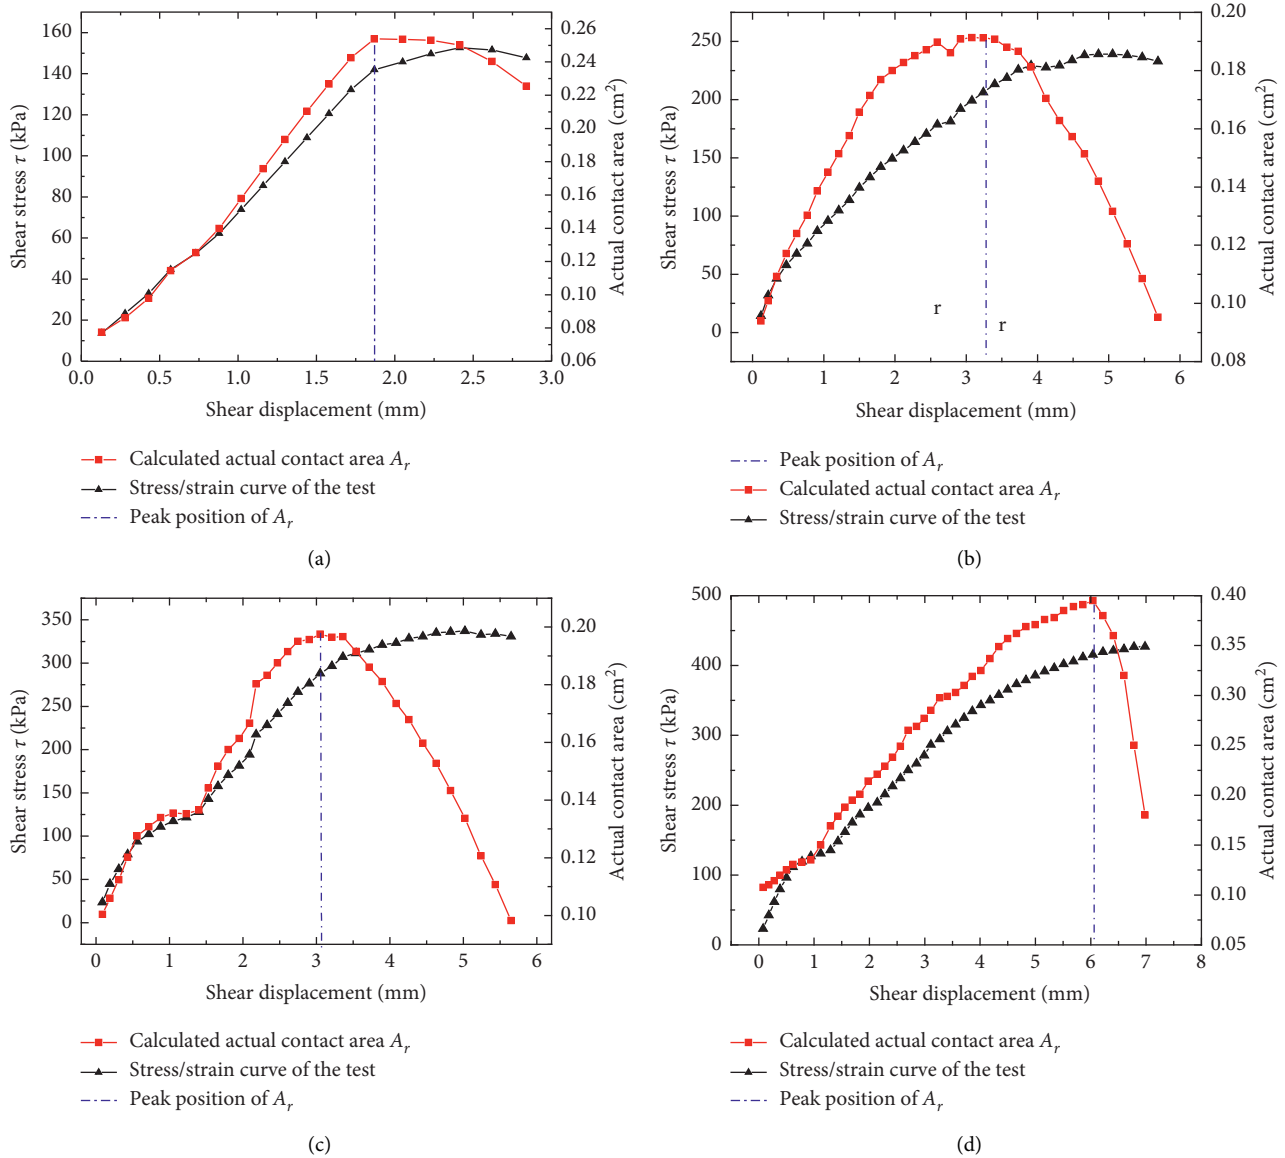 160
140
120
100
160
80
60
40
20
0
Shear stress τ (kPa)
0.26
0.24
0.22
0.20
0.18
0.16
0.14
0.12
0.10
0.08
0.06
Actual contact area (cm²)
0.0 0.5 1.0 1.5 2.0 2.5 3.0
Shear displacement (mm)
Calculated actual contact area Aᵣ
Stress/strain curve of the test
Peak position of Aᵣ
(a)
250
200
150
100
50
0
Shear stress τ (kPa)
0.20
0.18
0.16
0.14
0.12
0.10
0.08
Actual contact area (cm²)
r
r
0 1 2 3 4 5 6
Shear displacement (mm)
Peak position of Aᵣ
Calculated actual contact area Aᵣ
Stress/strain curve of the test
(b)
350
300
250
200
150
100
50
0
Shear stress τ (kPa)
0.20
0.18
0.16
0.14
0.12
0.10
Actual contact area (cm²)
0 1 2 3 4 5 6
Shear displacement (mm)
Calculated actual contact area Aᵣ
Stress/strain curve of the test
Peak position of Aᵣ
(c)
500
400
300
200
100
0
Shear stress τ (kPa)
0.40
0.35
0.30
0.25
0.20
0.15
0.10
0.05
Actual contact area (cm²)
0 1 2 3 4 5 6 7 8
Shear displacement (mm)
Calculated actual contact area Aᵣ
Stress/strain curve of the test
Peak position of Aᵣ
(d)